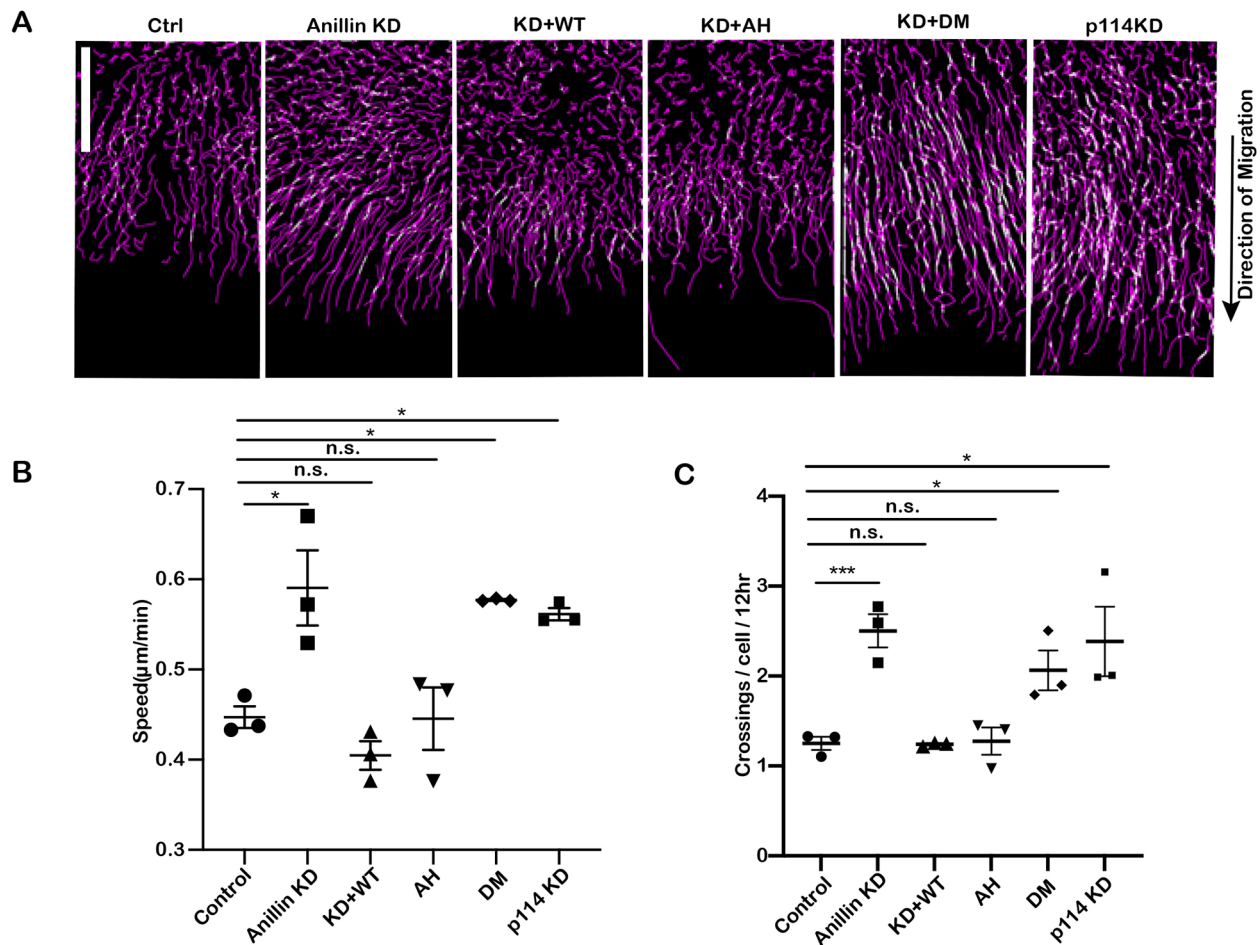 A
Ctrl
Anillin KD
KD+WT
KD+AH
KD+DM
p114KD
Direction of Migration
B
*
*
n.s.
n.s.
*
Speed(µm/min)
0.7
0.6
0.5
0.4
0.3
Control
Anillin KD
KD+WT
AH
DM
p114 KD
C
*
*
n.s.
n.s.
***
Crossings / cell / 12hr
4
3
2
1
0
Control
Anillin KD
KD+WT
AH
DM
p114 KD